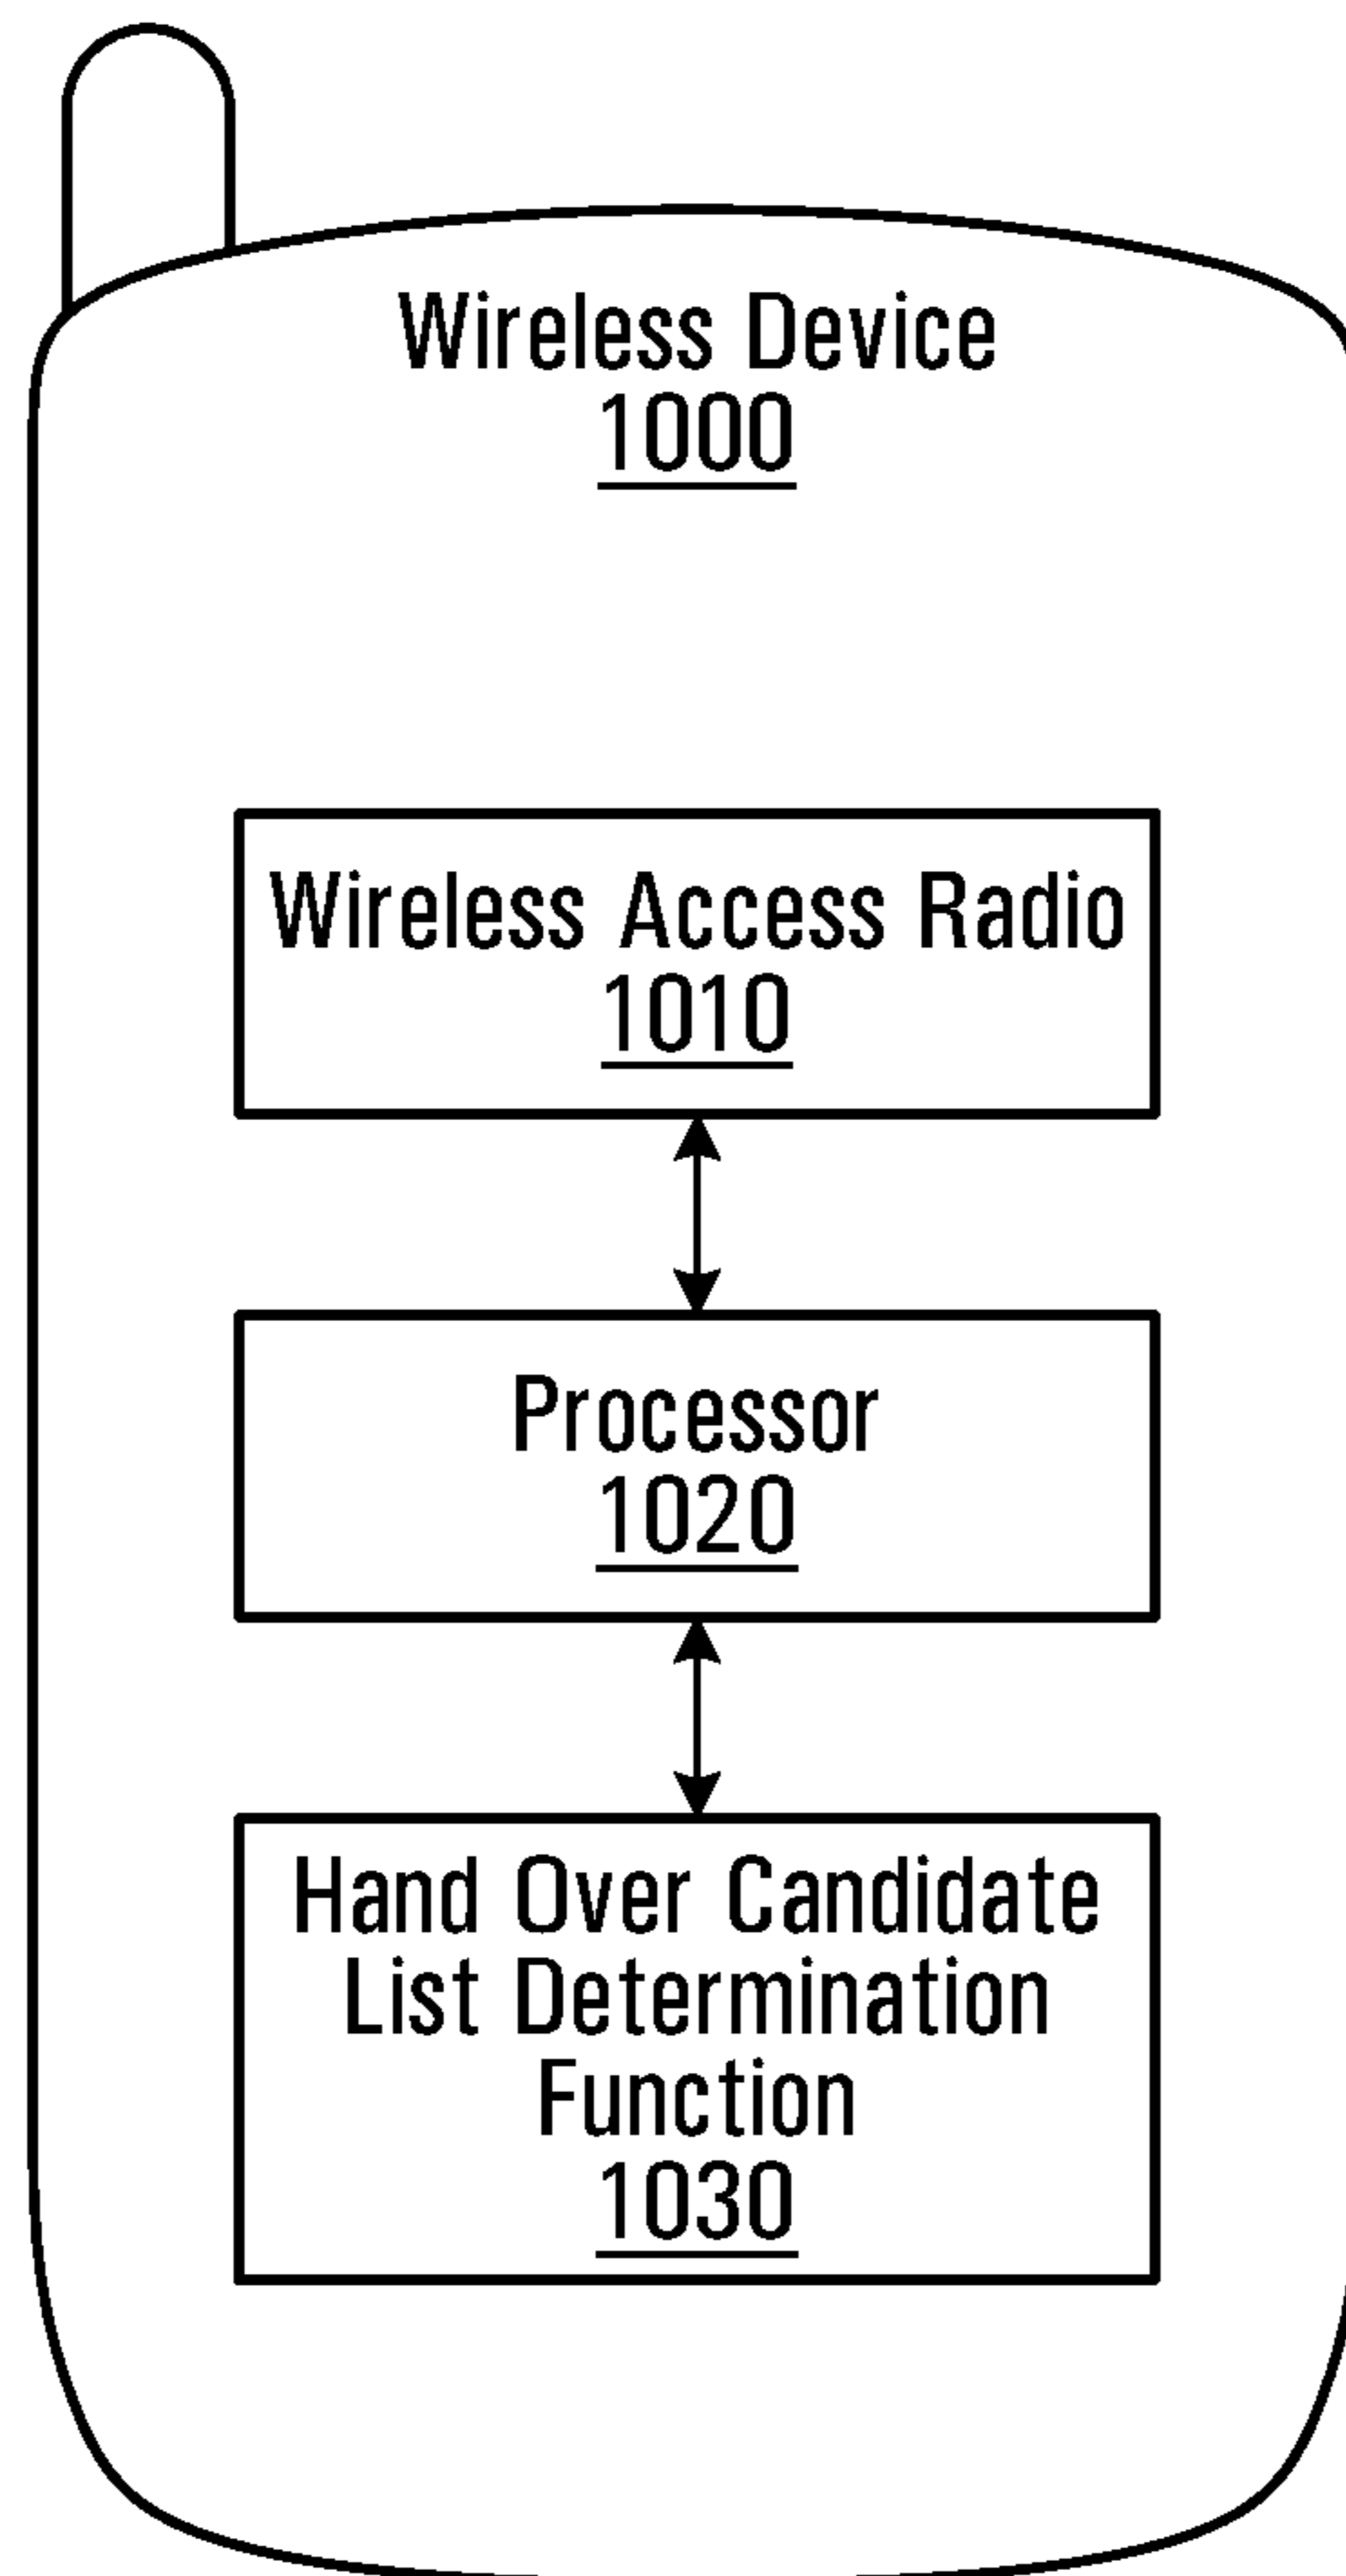 Wireless Device
1000
Wireless Access Radio
1010
Processor
1020
Hand Over Candidate
List Determination
Function
1030